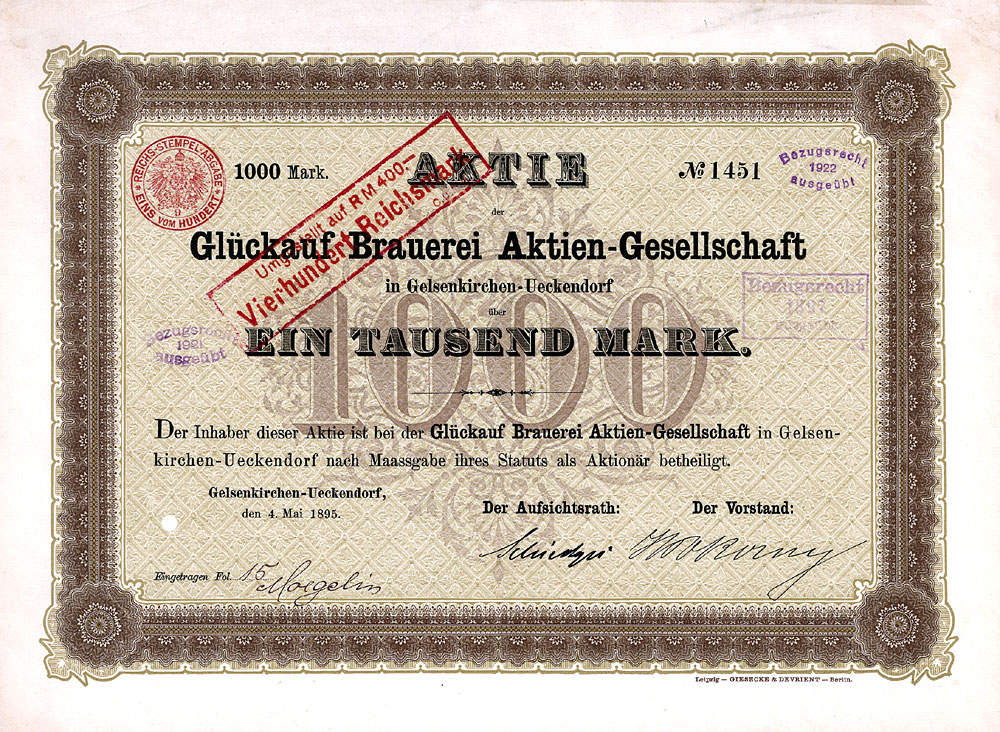 REICHS-STEMPEL-ABGABE
EINS VOM HUNDERT
9
1000 Mark.
AKTIE
№ 1451
Bezugsrecht
1922
ausgeübt
der
Umgestellt auf R.M. 400-
Vierhundert Reichsmark
Glückauf Brauerei Aktien-Gesellschaft
in Gelsenkirchen-Ueckendorf
über
Bezugsrecht
Bezugsrecht
1921
ausgeübt
1000
EIN TAUSEND MARK.
Der Inhaber dieser Aktie ist bei der Glückauf Brauerei Aktien-Gesellschaft in Gelsen-
kirchen-Ueckendorf nach Maassgabe ihres Statuts als Aktionär betheiligt.
Gelsenkirchen-Ueckendorf,
den 4. Mai 1895.
Der Aufsichtsrath:
Der Vorstand:
Eingetragen Fol. 15
Leipzig — GIESECKE & DEVRIENT — Berlin.